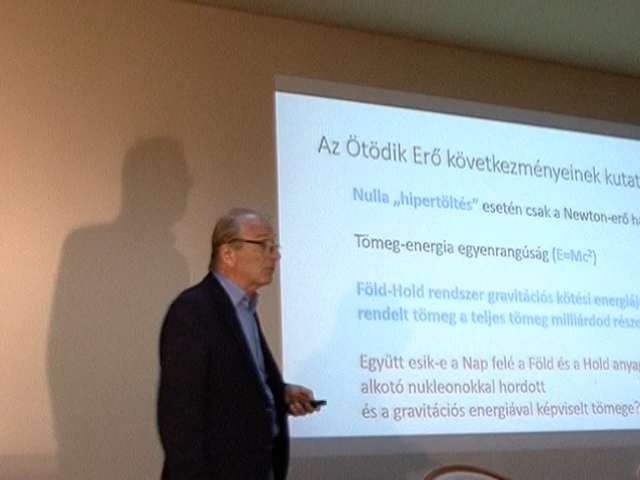 Az Ötödik Erő következményeinek kutat
Nulla „hipertöltés” esetén csak a Newton-erő h
Tömeg-energia egyenrangúság (E=Mc²)
Föld-Hold rendszer gravitációs kötési energiáj
rendelt tömeg a teljes tömeg milliárdod része
Együtt esik-e a Nap felé a Föld és a Hold anya
alkotó nukleonokkal hordott
és a gravitációs energiával képviselt tömege?